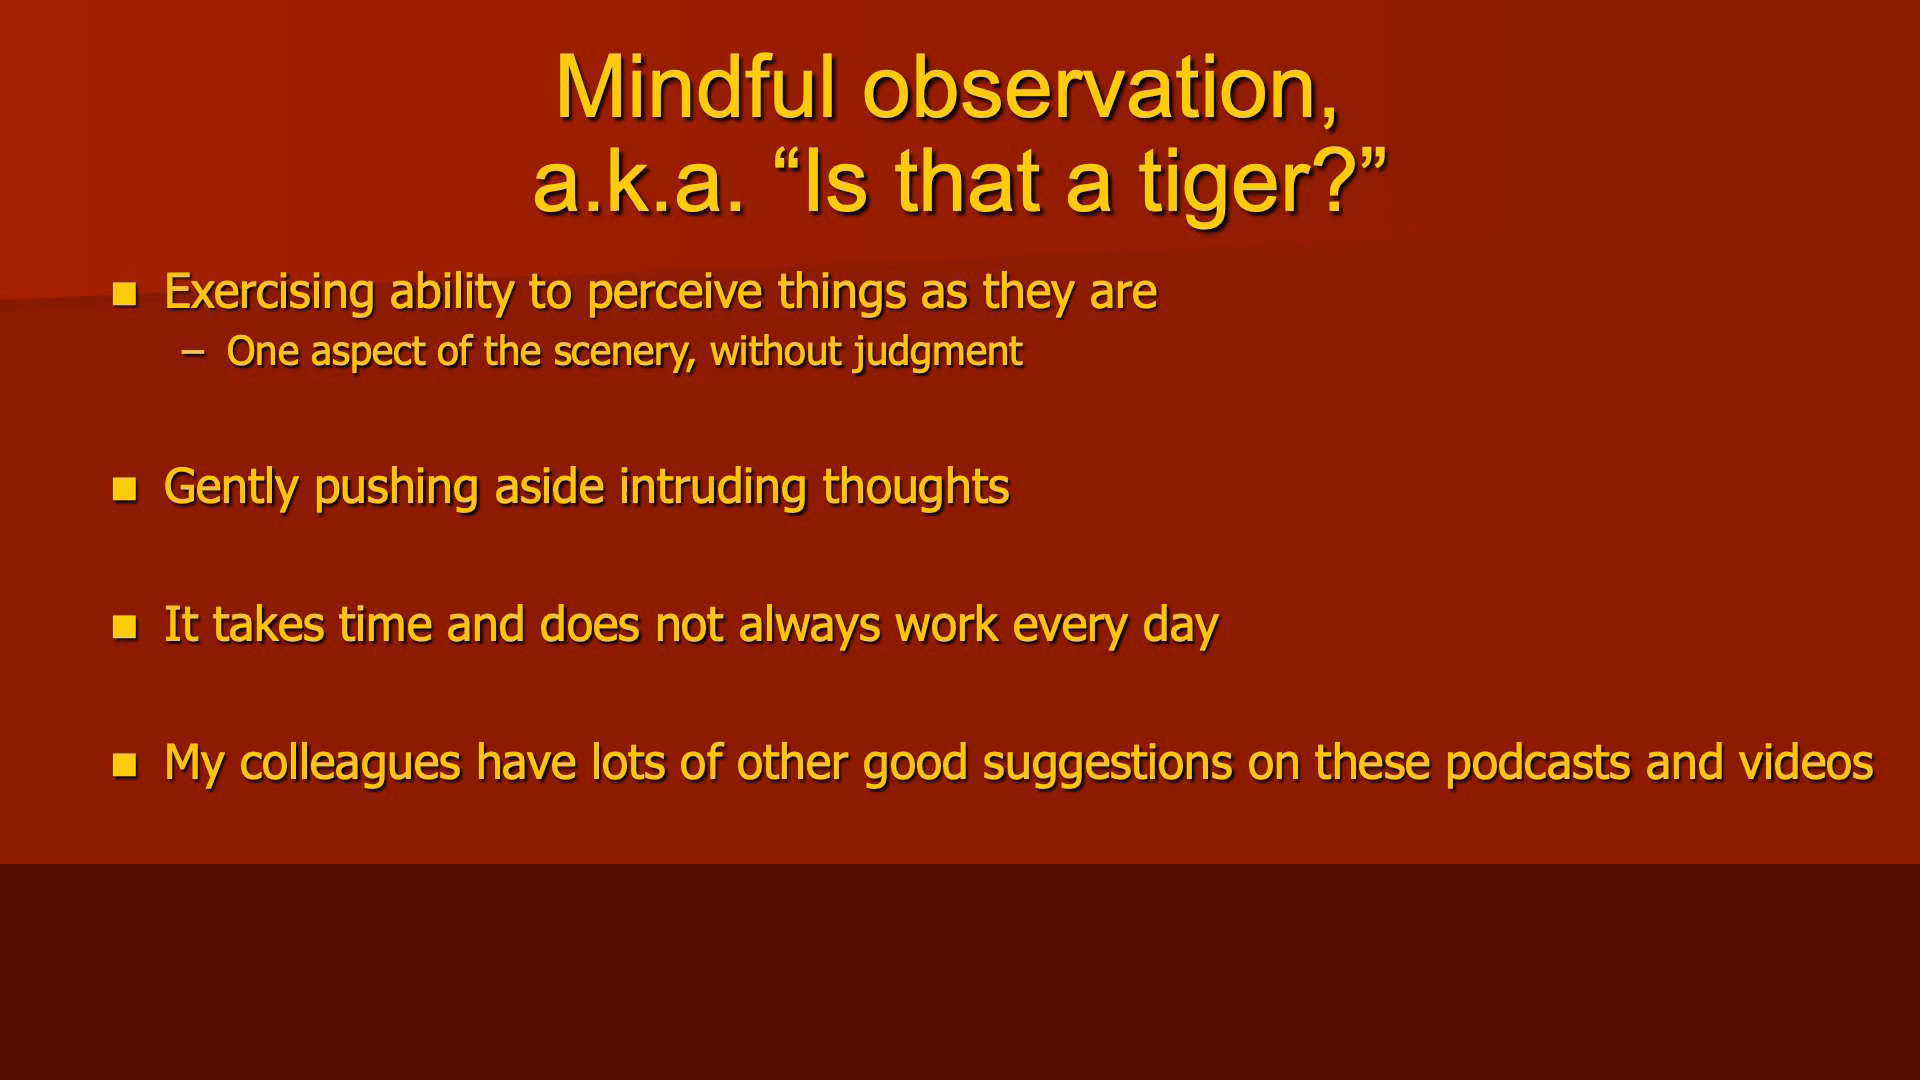 Mindful observation,
a.k.a. “Is that a tiger?”
■ Exercising ability to perceive things as they are
– One aspect of the scenery, without judgment
■ Gently pushing aside intruding thoughts
■ It takes time and does not always work every day
■ My colleagues have lots of other good suggestions on these podcasts and videos